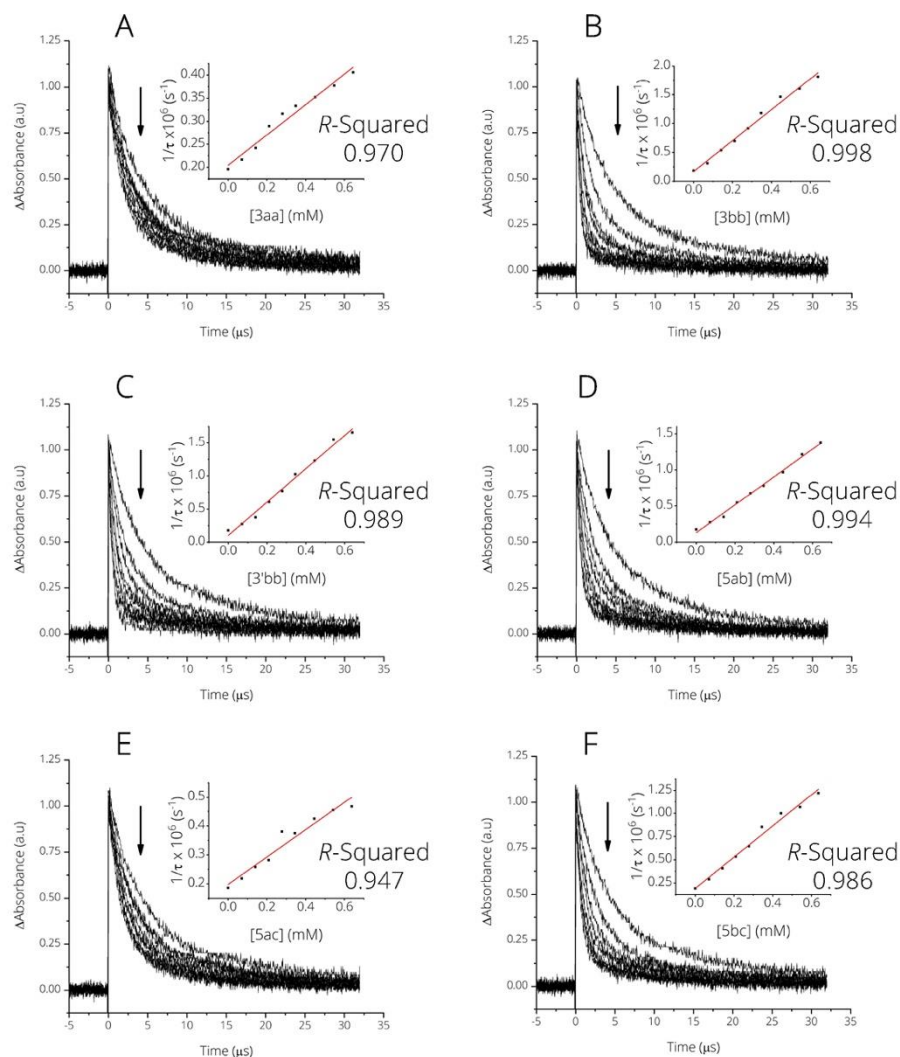 A
1.25
1.00
0.75
0.50
0.25
0.00
ΔAbsorbance (a.u)
-5 0 5 10 15 20 25 30 35
Time (μs)
0.40
0.35
0.30
0.25
0.20
1/τ x10⁶ (s⁻¹)
0.0 0.2 0.4 0.6
[3aa] (mM)
R-Squared
0.970
B
1.25
1.00
0.75
0.50
0.25
0.00
ΔAbsorbance (a.u)
-5 0 5 10 15 20 25 30 35
Time (μs)
2.0
1.5
1.0
0.5
0.0
1/τ x10⁶ (s⁻¹)
0.0 0.2 0.4 0.6
[3bb] (mM)
R-Squared
0.998
C
1.25
1.00
0.75
0.50
0.25
0.00
ΔAbsorbance (a.u)
-5 0 5 10 15 20 25 30 35
Time (μs)
1.5
1.0
0.5
0.0
1/τ x 10⁶ (s⁻¹)
0.0 0.2 0.4 0.6
[3'bb] (mM)
R-Squared
0.989
D
1.25
1.00
0.75
0.50
0.25
0.00
ΔAbsorbance (a.u)
-5 0 5 10 15 20 25 30 35
Time (μs)
1.5
1.0
0.5
0.0
1/τ x 10⁶ (s⁻¹)
0.0 0.2 0.4 0.6
[5ab] (mM)
R-Squared
0.994
E
1.25
1.00
0.75
0.50
0.25
0.00
ΔAbsorbance (a.u)
-5 0 5 10 15 20 25 30 35
Time (μs)
0.5
0.4
0.3
0.2
1/τ x 10⁶ (s⁻¹)
0.0 0.2 0.4 0.6
[5ac] (mM)
R-Squared
0.947
F
1.25
1.00
0.75
0.50
0.25
0.00
ΔAbsorbance (a.u)
-5 0 5 10 15 20 25 30 35
Time (μs)
1.25
1.00
0.75
0.50
0.25
1/τ x 10⁶ (s⁻¹)
0.0 0.2 0.4 0.6
[5bc] (mM)
R-Squared
0.986